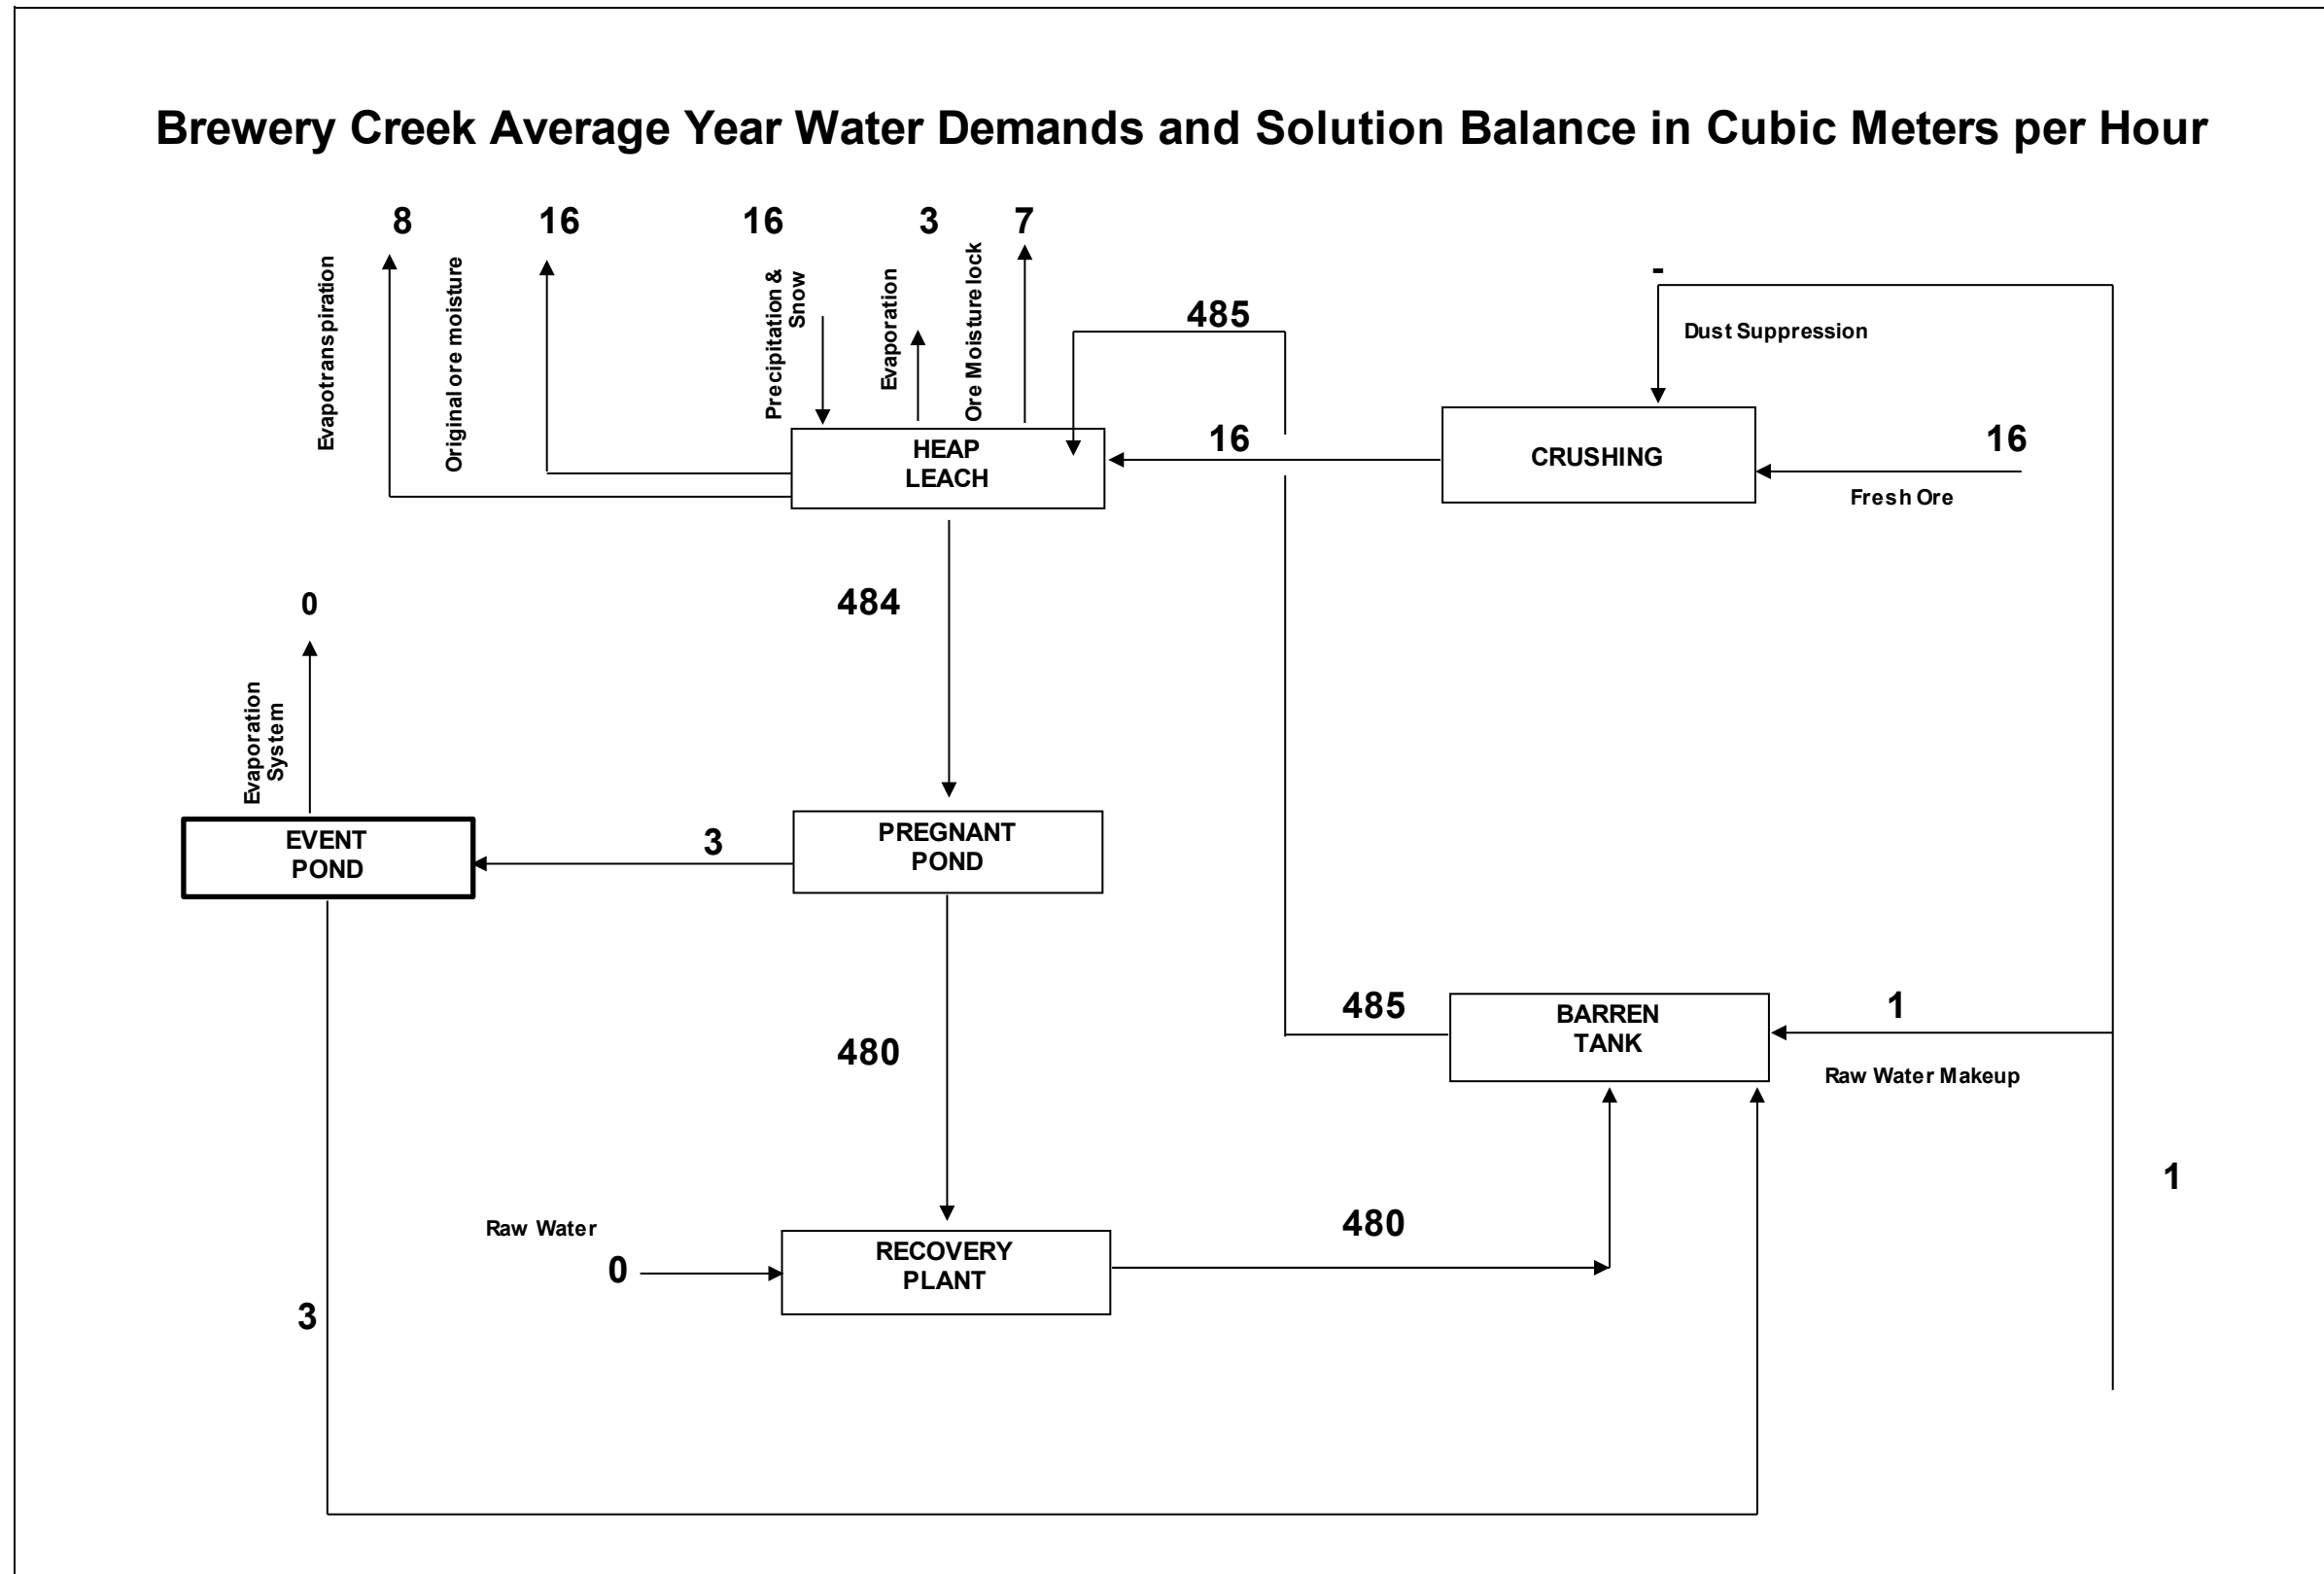 Brewery Creek Average Year Water Demands and Solution Balance in Cubic Meters per Hour
8
16
16
3
7
Evapotranspiration
Original ore moisture
Precipitation &
Snow
Evaporation
Ore Moisture lock
-
485
Dust Suppression
HEAP
LEACH
16
CRUSHING
16
Fresh Ore
484
0
Evaporation
System
EVENT
POND
3
PREGNANT
POND
480
485
BARREN
TANK
1
Raw Water Makeup
1
Raw Water
0
RECOVERY
PLANT
480
3